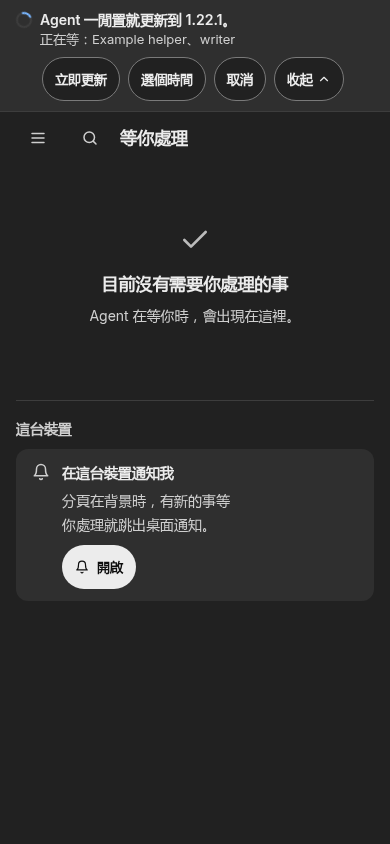 Agent 一閒置就更新到 1.22.1。
正在等：Example helper、writer
立即更新 選個時間 取消 收起
等你處理
目前沒有需要你處理的事
Agent 在等你時，會出現在這裡。
這台裝置
在這台裝置通知我
分頁在背景時，有新的事等
你處理就跳出桌面通知。
開啟